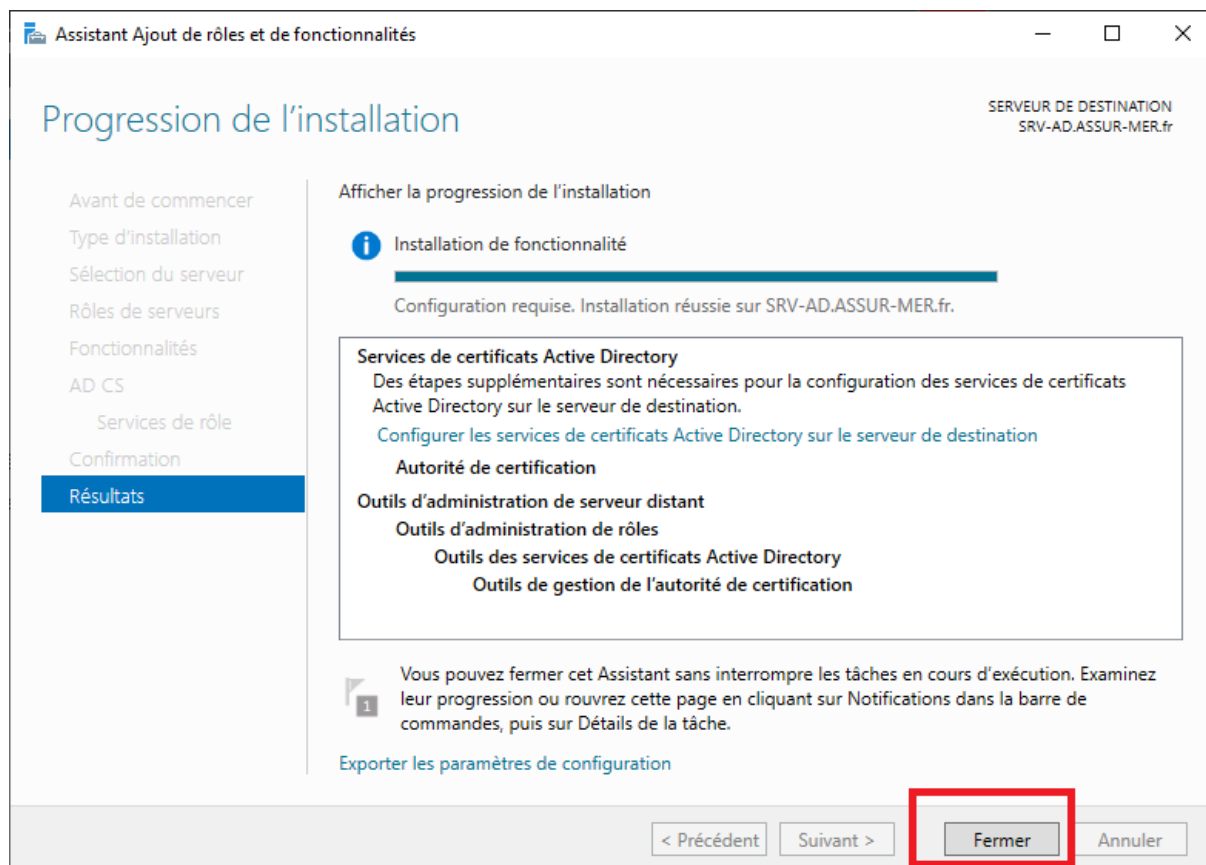 Assistant Ajout de rôles et de fonctionnalités
Progression de l'installation
SERVEUR DE DESTINATION
SRV-AD.ASSUR-MER.fr
Avant de commencer
Type d'installation
Sélection du serveur
Rôles de serveurs
Fonctionnalités
AD CS
Services de rôle
Confirmation
Résultats
Afficher la progression de l'installation
Installation de fonctionnalité
Configuration requise. Installation réussie sur SRV-AD.ASSUR-MER.fr.
Services de certificats Active Directory
Des étapes supplémentaires sont nécessaires pour la configuration des services de certificats
Active Directory sur le serveur de destination.
Configurer les services de certificats Active Directory sur le serveur de destination
Autorité de certification
Outils d'administration de serveur distant
Outils d'administration de rôles
Outils des services de certificats Active Directory
Outils de gestion de l'autorité de certification
1
Vous pouvez fermer cet Assistant sans interrompre les tâches en cours d'exécution. Examinez
leur progression ou rouvrez cette page en cliquant sur Notifications dans la barre de
commandes, puis sur Détails de la tâche.
Exporter les paramètres de configuration
< Précédent
Suivant >
Fermer
Annuler